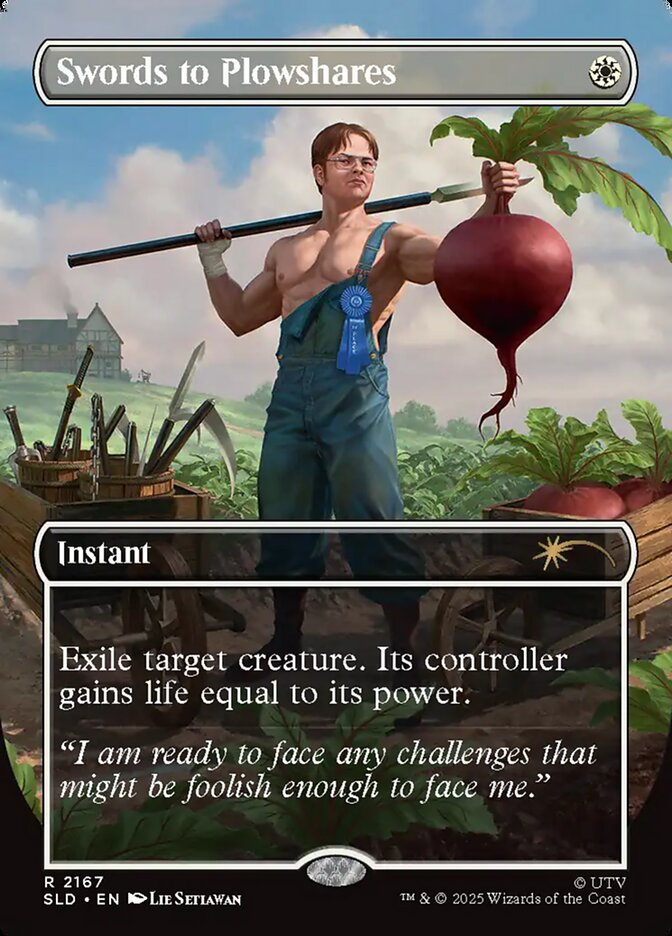 Swords to Plowshares
Instant
Exile target creature. Its controller
gains life equal to its power.
“I am ready to face any challenges that
might be foolish enough to face me.”
R 2167
© UTV
SLD • EN Lie Setiawan
™ & © 2025 Wizards of the Coast